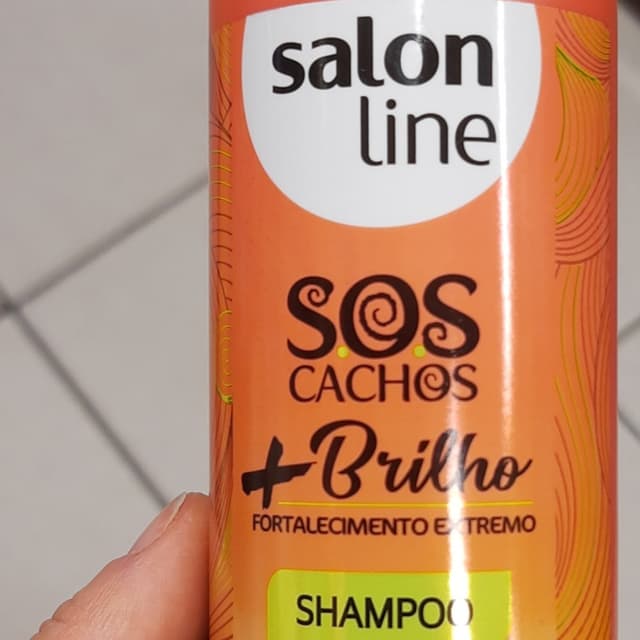 salon
line
S.O.S
CACHOS
+Brilho
FORTALECIMENTO EXTREMO
SHAMPOO